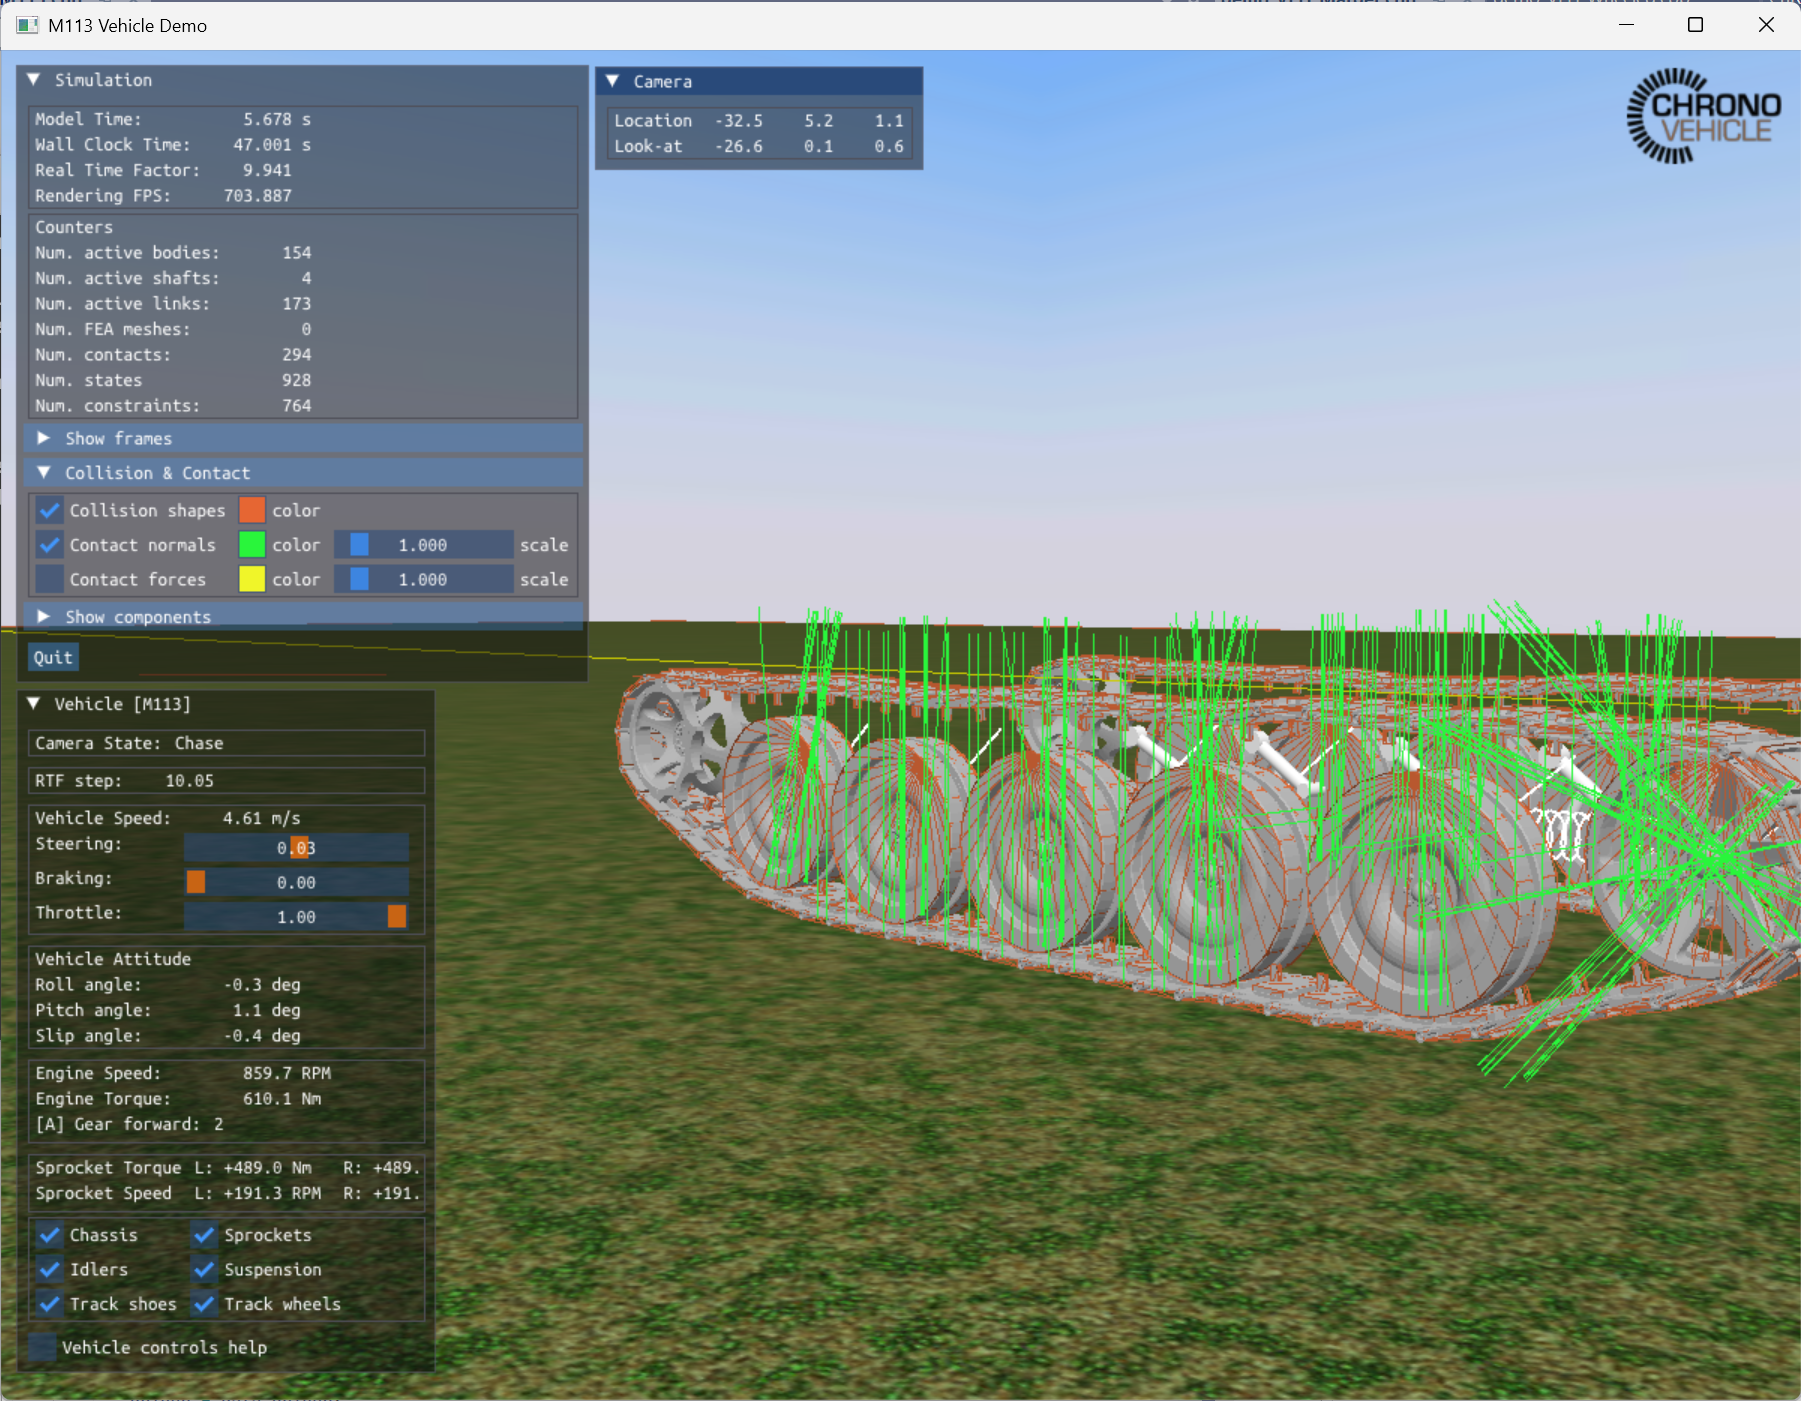 M113 Vehicle Demo
Simulation
Model Time: 5.678 s
Wall Clock Time: 47.001 s
Real Time Factor: 9.941
Rendering FPS: 703.887
Counters
Num. active bodies: 154
Num. active shafts: 4
Num. active links: 173
Num. FEA meshes: 0
Num. contacts: 294
Num. states 928
Num. constraints: 764
Show frames
Collision & Contact
Collision shapes color
Contact normals color 1.000 scale
Contact forces color 1.000 scale
Show components
Quit
Camera
Location -32.5 5.2 1.1
Look-at -26.6 0.1 0.6
CHRONO
VEHICLE
Vehicle [M113]
Camera State: Chase
RTF step: 10.05
Vehicle Speed: 4.61 m/s
Steering: 0.03
Braking: 0.00
Throttle: 1.00
Vehicle Attitude
Roll angle: -0.3 deg
Pitch angle: 1.1 deg
Slip angle: -0.4 deg
Engine Speed: 859.7 RPM
Engine Torque: 610.1 Nm
[A] Gear forward: 2
Sprocket Torque L: +489.0 Nm R: +489.
Sprocket Speed L: +191.3 RPM R: +191.
Chassis Sprockets
Idlers Suspension
Track shoes Track wheels
Vehicle controls help